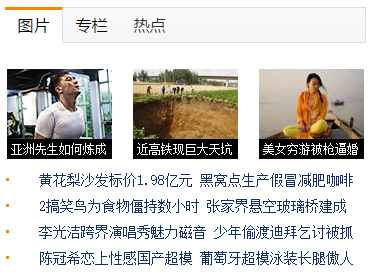 图片 专栏 热点
亚洲先生如何炼成 近高铁现巨大天坑 美女穷游被枪逼婚
黄花梨沙发标价1.98亿元 黑窝点生产假冒减肥咖啡
2搞笑鸟为食物僵持数小时 张家界悬空玻璃桥建成
李光洁跨界演唱秀魅力磁音 少年偷渡迪拜乞讨被抓
陈冠希恋上性感国产超模 葡萄牙超模泳装长腿傲人